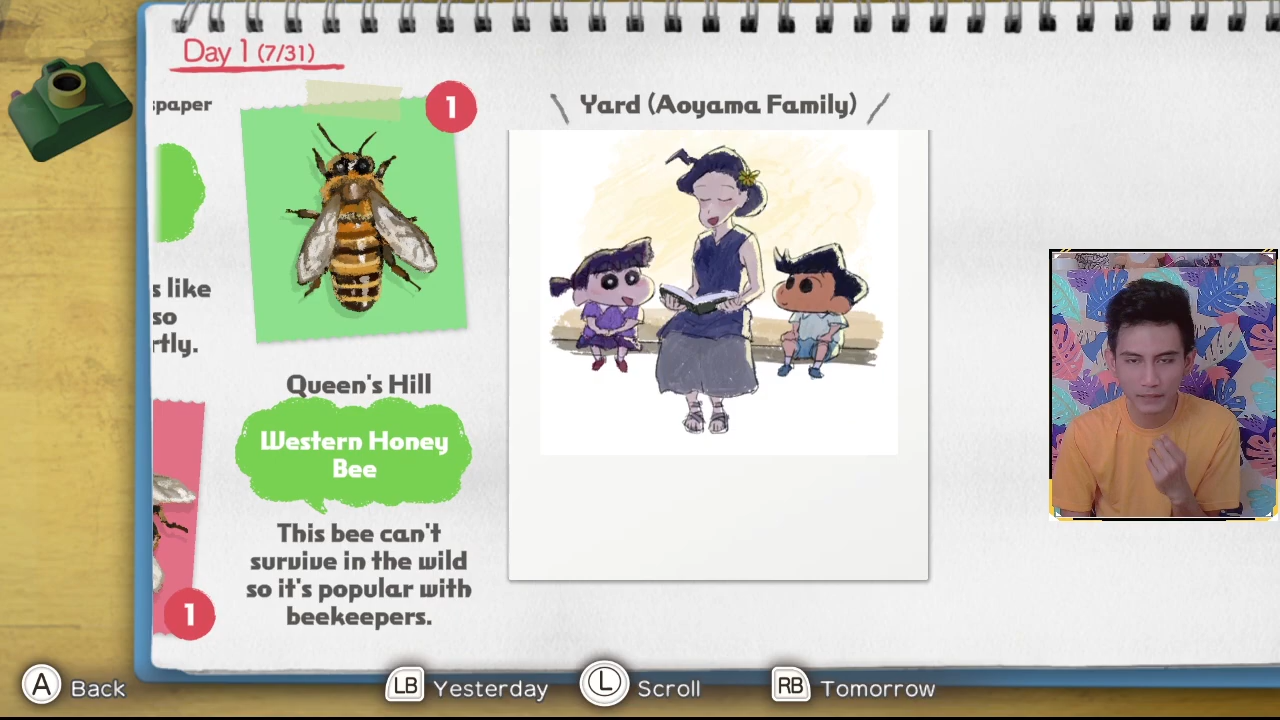 Day 1 (7/31)
spaper
s like
so
rtly.
1
1
Queen's Hill
Western Honey
Bee
This bee can't
survive in the wild
so it's popular with
beekeepers.
Yard (Aoyama Family)
A Back
LB Yesterday
L Scroll
RB Tomorrow